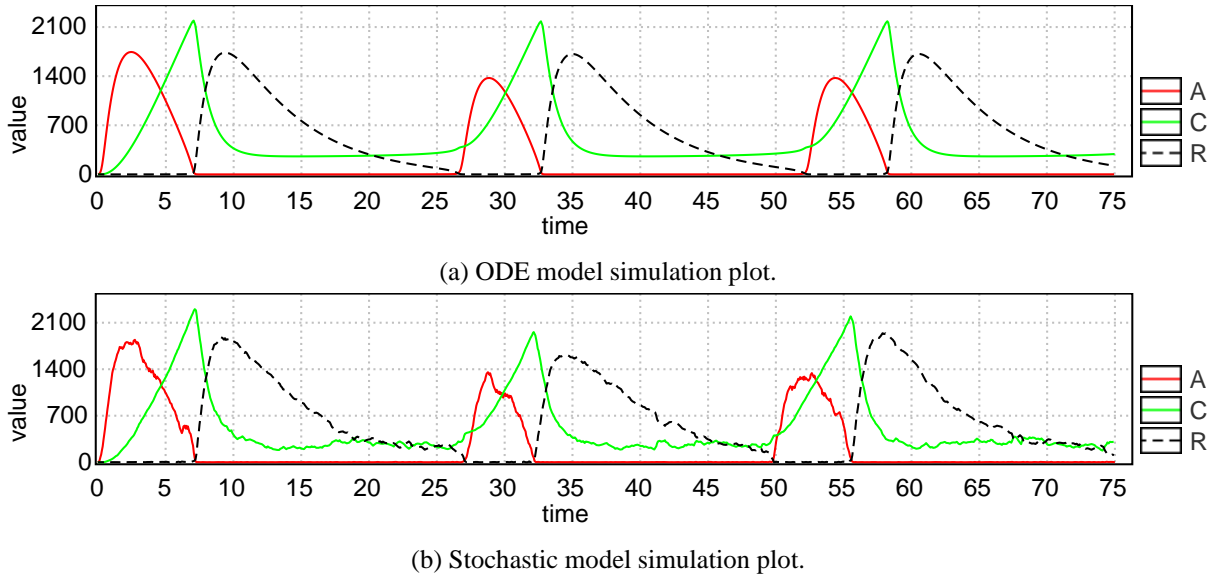 2100
1400
700
0
value
0 5 10 15 20 25 30 35 40 45 50 55 60 65 70 75
time
A
C
R
(a) ODE model simulation plot.
2100
1400
700
0
value
0 5 10 15 20 25 30 35 40 45 50 55 60 65 70 75
time
A
C
R
(b) Stochastic model simulation plot.